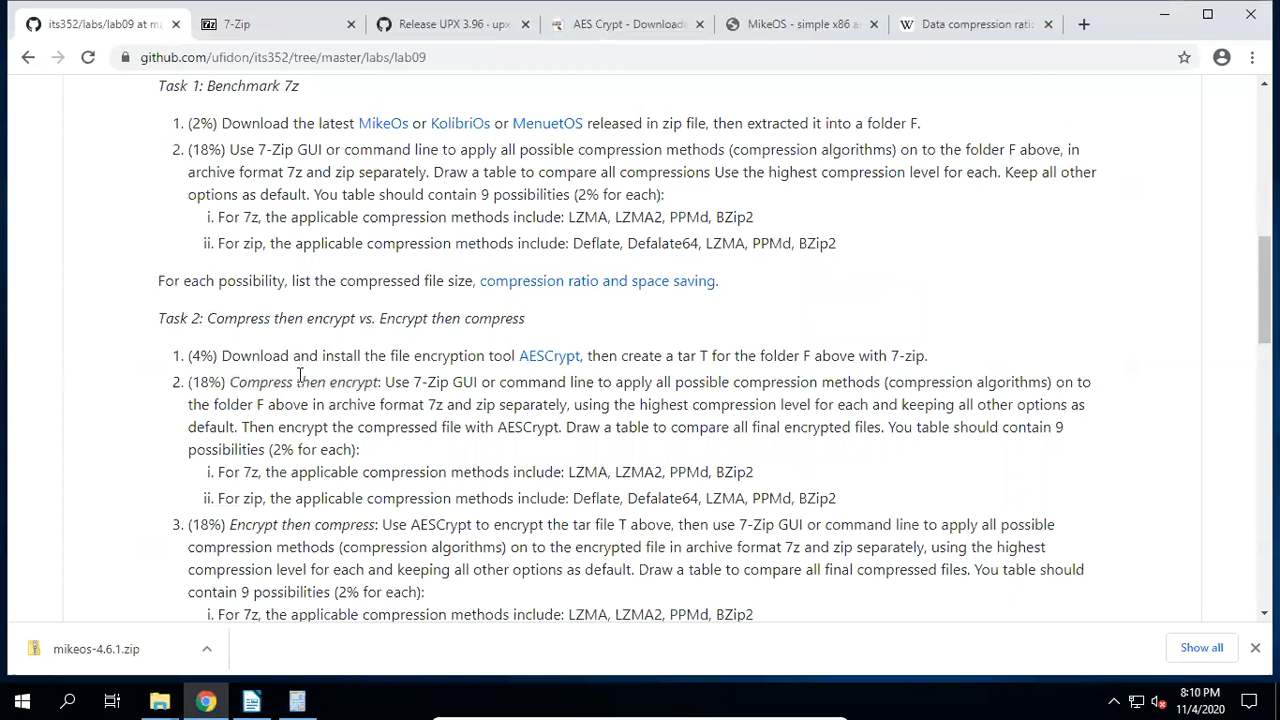 its352/labs/lab09 at ma
7-Zip
Release UPX 3.96 · upx
AES Crypt - Downloads
MikeOS - simple x86 as
Data compression ratio
github.com/ufidon/its352/tree/master/labs/lab09
Task 1: Benchmark 7z
1. (2%) Download the latest MikeOs or KolibriOs or MenuetOS released in zip file, then extracted it into a folder F.
2. (18%) Use 7-Zip GUI or command line to apply all possible compression methods (compression algorithms) on to the folder F above, in
archive format 7z and zip separately. Draw a table to compare all compressions Use the highest compression level for each. Keep all other
options as default. You table should contain 9 possibilities (2% for each):
i. For 7z, the applicable compression methods include: LZMA, LZMA2, PPMd, BZip2
ii. For zip, the applicable compression methods include: Deflate, Defalate64, LZMA, PPMd, BZip2
For each possibility, list the compressed file size, compression ratio and space saving.
Task 2: Compress then encrypt vs. Encrypt then compress
1. (4%) Download and install the file encryption tool AESCrypt, then create a tar T for the folder F above with 7-zip.
2. (18%) Compress then encrypt: Use 7-Zip GUI or command line to apply all possible compression methods (compression algorithms) on to
the folder F above in archive format 7z and zip separately, using the highest compression level for each and keeping all other options as
default. Then encrypt the compressed file with AESCrypt. Draw a table to compare all final encrypted files. You table should contain 9
possibilities (2% for each):
i. For 7z, the applicable compression methods include: LZMA, LZMA2, PPMd, BZip2
ii. For zip, the applicable compression methods include: Deflate, Defalate64, LZMA, PPMd, BZip2
3. (18%) Encrypt then compress: Use AESCrypt to encrypt the tar file T above, then use 7-Zip GUI or command line to apply all possible
compression methods (compression algorithms) on to the encrypted file in archive format 7z and zip separately, using the highest
compression level for each and keeping all other options as default. Draw a table to compare all final compressed files. You table should
contain 9 possibilities (2% for each):
i. For 7z, the applicable compression methods include: LZMA, LZMA2, PPMd, BZip2
mikeos-4.6.1.zip
Show all
8:10 PM
11/4/2020